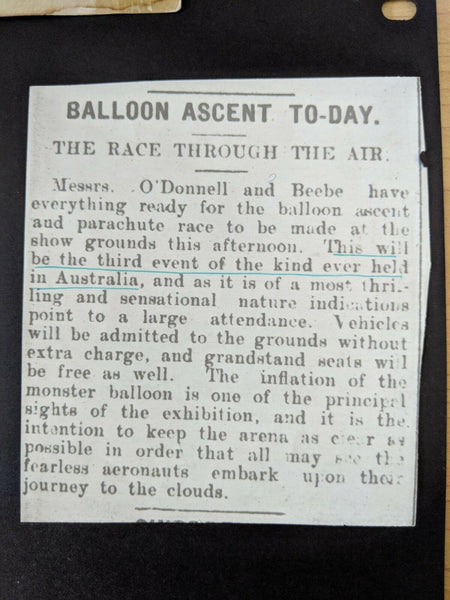 BALLOON ASCENT TO-DAY.
THE RACE THROUGH THE AIR.
Messrs. O'Donnell and Beebe have
everything ready for the balloon ascent
and parachute race to be made at the
show grounds this afternoon. This will
be the third event of the kind ever held
in Australia, and as it is of a most thril-
ling and sensational nature indications
point to a large attendance. Vehicles
will be admitted to the grounds without
extra charge, and grandstand seats will
be free as well. The inflation of the
monster balloon is one of the principal
sights of the exhibition, and it is the
intention to keep the arena as clear as
possible in order that all may see the
fearless aeronauts embark upon their
journey to the clouds.